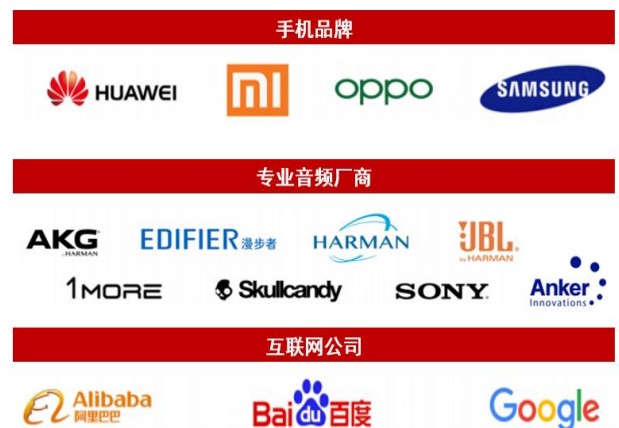 手机品牌
HUAWEI
mi
oppo
SAMSUNG
专业音频厂商
AKG
by HARMAN
EDIFIER 漫步者
HARMAN
JBL
by HARMAN
1MORE
Skullcandy
SONY
Anker
Innovations
互联网公司
Alibaba
阿里巴巴
Bai du 百度
Google